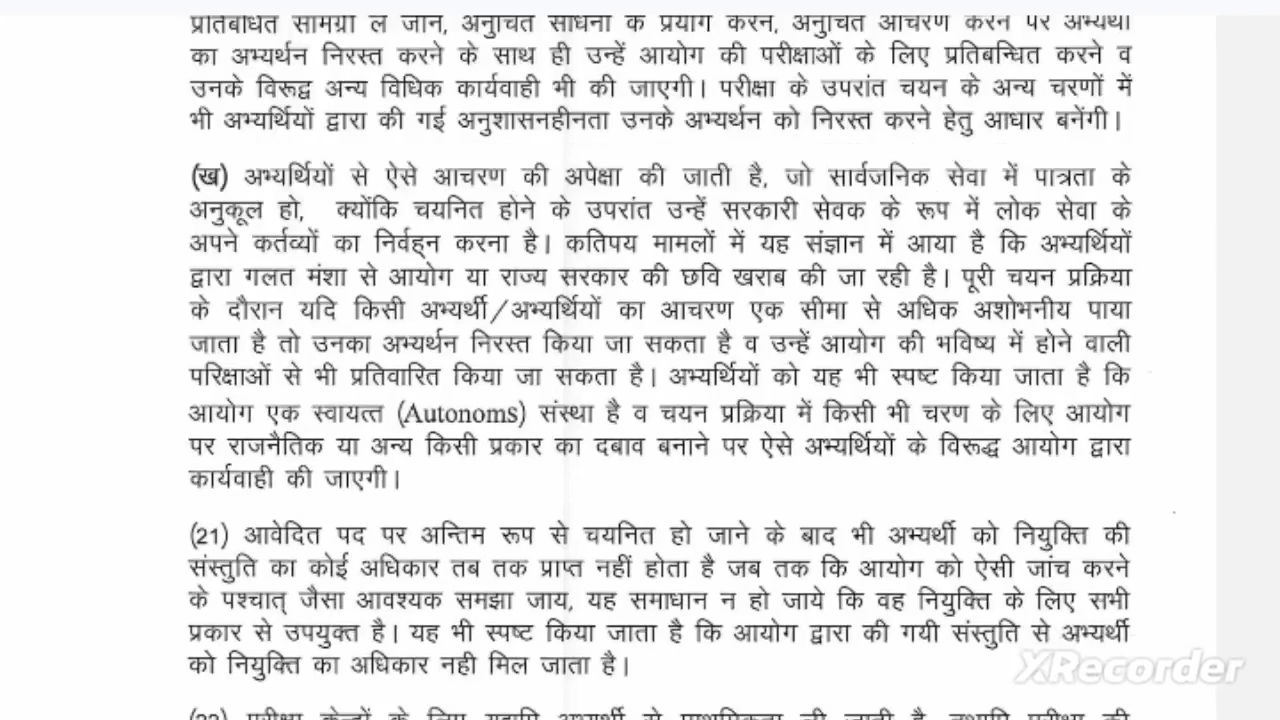 प्रतिबंधित सामग्री ले जाने, अनुचित साधनों के प्रयोग करने, अनुचित आचरण करने पर अभ्यर्थी
का अभ्यर्थन निरस्त करने के साथ ही उन्हें आयोग की परीक्षाओं के लिए प्रतिबन्धित करने व
उनके विरूद्व अन्य विधिक कार्यवाही भी की जाएगी। परीक्षा के उपरांत चयन के अन्य चरणों में
भी अभ्यर्थियों द्वारा की गई अनुशासनहीनता उनके अभ्यर्थन को निरस्त करने हेतु आधार बनेंगी।
(ख) अभ्यर्थियों से ऐसे आचरण की अपेक्षा की जाती है, जो सार्वजनिक सेवा में पात्रता के
अनुकूल हो, क्योंकि चयनित होने के उपरांत उन्हें सरकारी सेवक के रूप में लोक सेवा के
अपने कर्तव्यों का निर्वह्न करना है। कतिपय मामलों में यह संज्ञान में आया है कि अभ्यर्थियों
द्वारा गलत मंशा से आयोग या राज्य सरकार की छवि खराब की जा रही है। पूरी चयन प्रक्रिया
के दौरान यदि किसी अभ्यर्थी/अभ्यर्थियों का आचरण एक सीमा से अधिक अशोभनीय पाया
जाता है तो उनका अभ्यर्थन निरस्त किया जा सकता है व उन्हें आयोग की भविष्य में होने वाली
परिक्षाओं से भी प्रतिवारित किया जा सकता है। अभ्यर्थियों को यह भी स्पष्ट किया जाता है कि
आयोग एक स्वायत्त (Autonoms) संस्था है व चयन प्रक्रिया में किसी भी चरण के लिए आयोग
पर राजनैतिक या अन्य किसी प्रकार का दबाव बनाने पर ऐसे अभ्यर्थियों के विरूद्ध आयोग द्वारा
कार्यवाही की जाएगी।
(21) आवेदित पद पर अन्तिम रूप से चयनित हो जाने के बाद भी अभ्यर्थी को नियुक्ति की
संस्तुति का कोई अधिकार तब तक प्राप्त नहीं होता है जब तक कि आयोग को ऐसी जांच करने
के पश्चात् जैसा आवश्यक समझा जाय, यह समाधान न हो जाये कि वह नियुक्ति के लिए सभी
प्रकार से उपयुक्त है। यह भी स्पष्ट किया जाता है कि आयोग द्वारा की गयी संस्तुति से अभ्यर्थी
को नियुक्ति का अधिकार नही मिल जाता है।
XRecorder